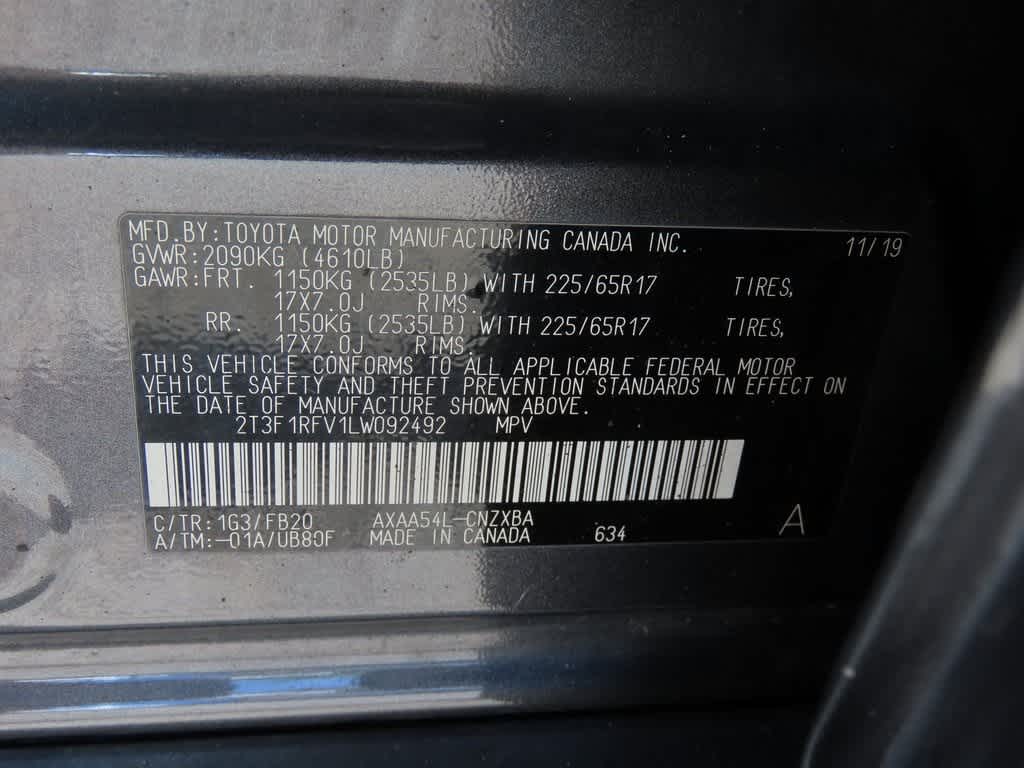 MFD.BY:TOYOTA MOTOR MANUFACTURING CANADA INC. 11/19
GVWR:2090KG (4610LB)
GAWR:FRT. 1150KG (2535LB) WITH 225/65R17 TIRES,
17X7.0J RIMS.
RR. 1150KG (2535LB) WITH 225/65R17 TIRES,
17X7.0J RIMS.
THIS VEHICLE CONFORMS TO ALL APPLICABLE FEDERAL MOTOR
VEHICLE SAFETY AND THEFT PREVENTION STANDARDS IN EFFECT ON
THE DATE OF MANUFACTURE SHOWN ABOVE.
2T3F1RFV1LW092492 MPV
C/TR:1G3/FB20 AXAA54L-CNZXBA A
A/TM:-01A/UB80F MADE IN CANADA 634